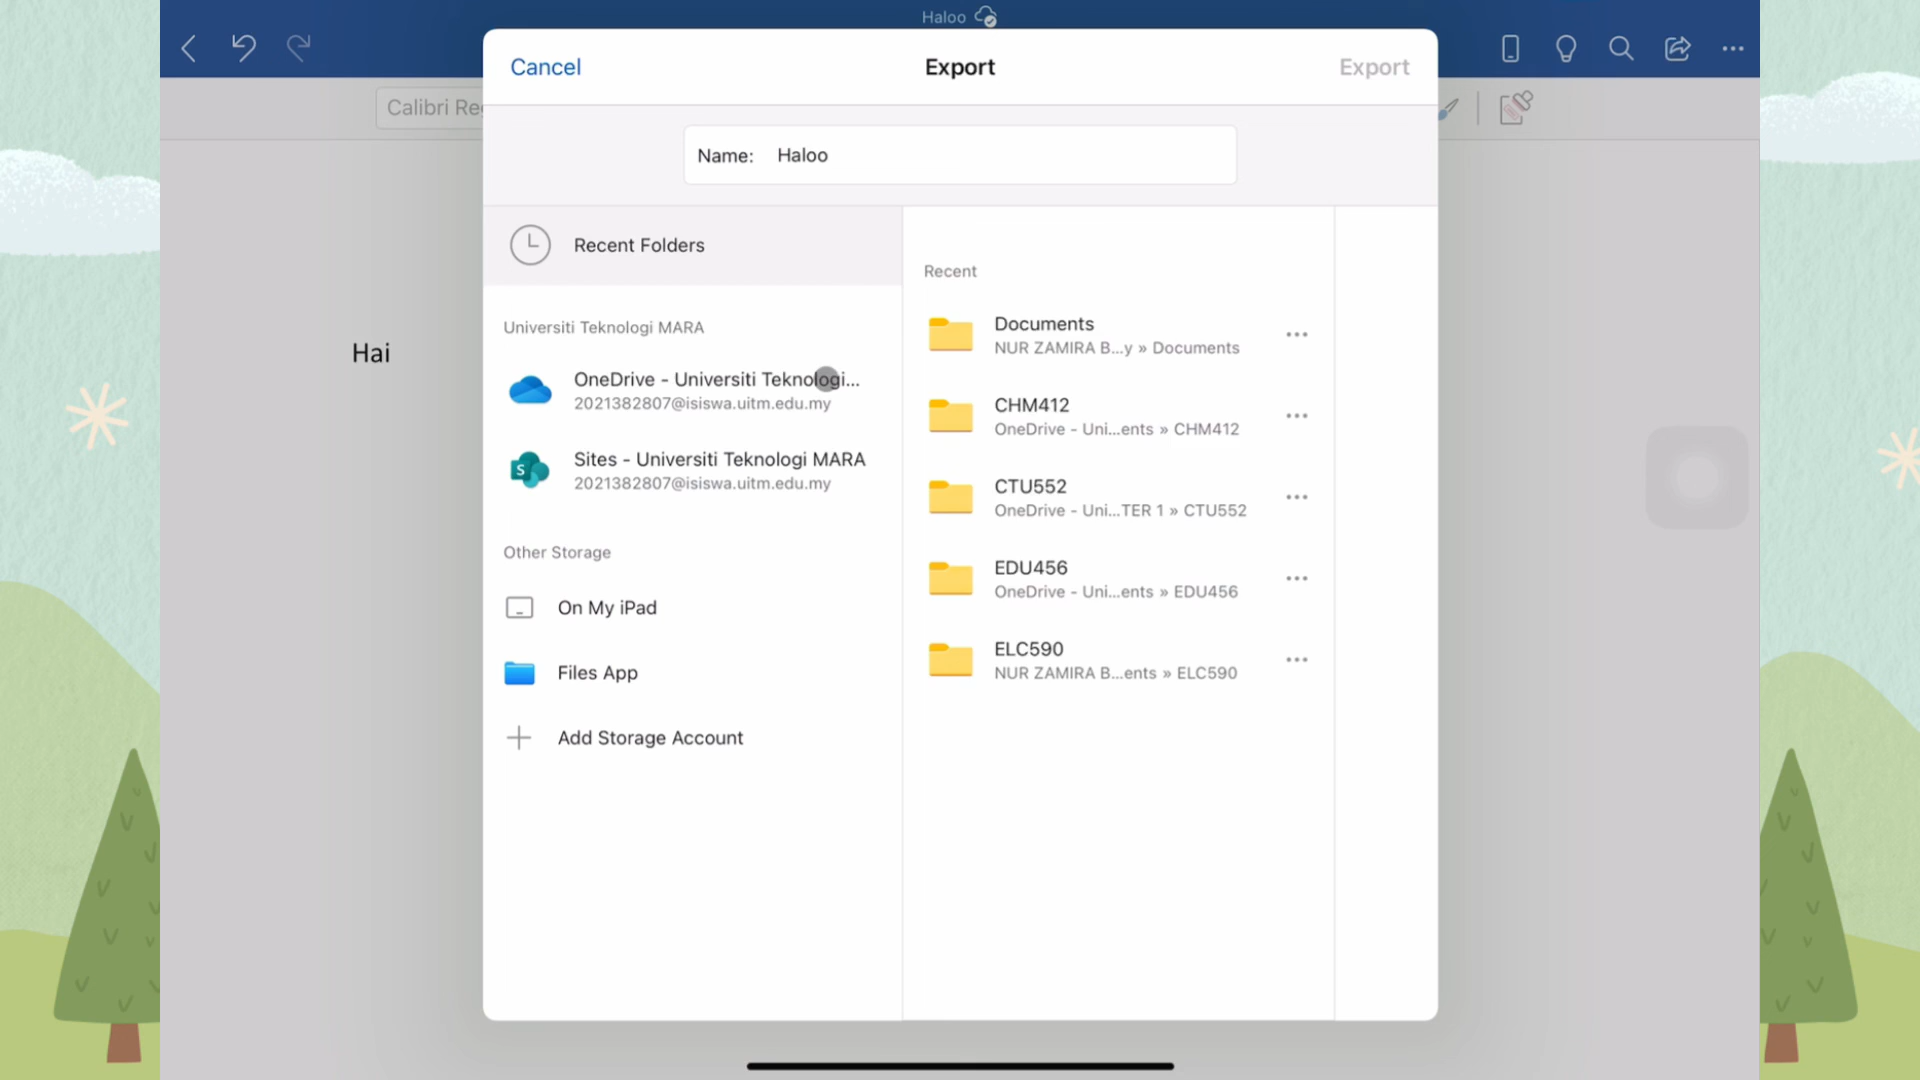 Haloo
Cancel
Export
Export
Calibri Re
Name: Haloo
Recent Folders
Universiti Teknologi MARA
OneDrive - Universiti Teknologi...
2021382807@isiswa.uitm.edu.my
Sites - Universiti Teknologi MARA
2021382807@isiswa.uitm.edu.my
Other Storage
On My iPad
Files App
Add Storage Account
Recent
Documents
NUR ZAMIRA B...y » Documents
CHM412
OneDrive - Uni...ents » CHM412
CTU552
OneDrive - Uni...TER 1 » CTU552
EDU456
OneDrive - Uni...ents » EDU456
ELC590
NUR ZAMIRA B...ents » ELC590
Hai